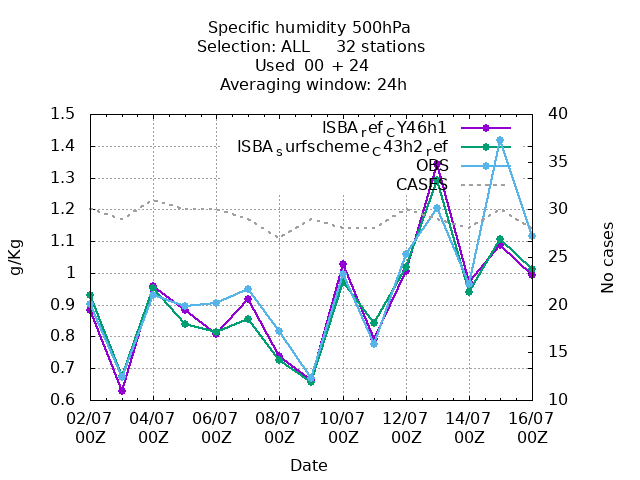 Specific humidity 500hPa
Selection: ALL 32 stations
Used 00 + 24
Averaging window: 24h
1.5 40
ISBA_ref_CY46h1
1.4
ISBA_surfscheme_C43h2_ref
35
OBS
1.3
CASES
1.2 30
1.1
25
1
0.9 20
0.8
15
0.7
0.6 10
g/Kg
No cases
02/07 04/07 06/07 08/07 10/07 12/07 14/07 16/07
00Z 00Z 00Z 00Z 00Z 00Z 00Z 00Z
Date